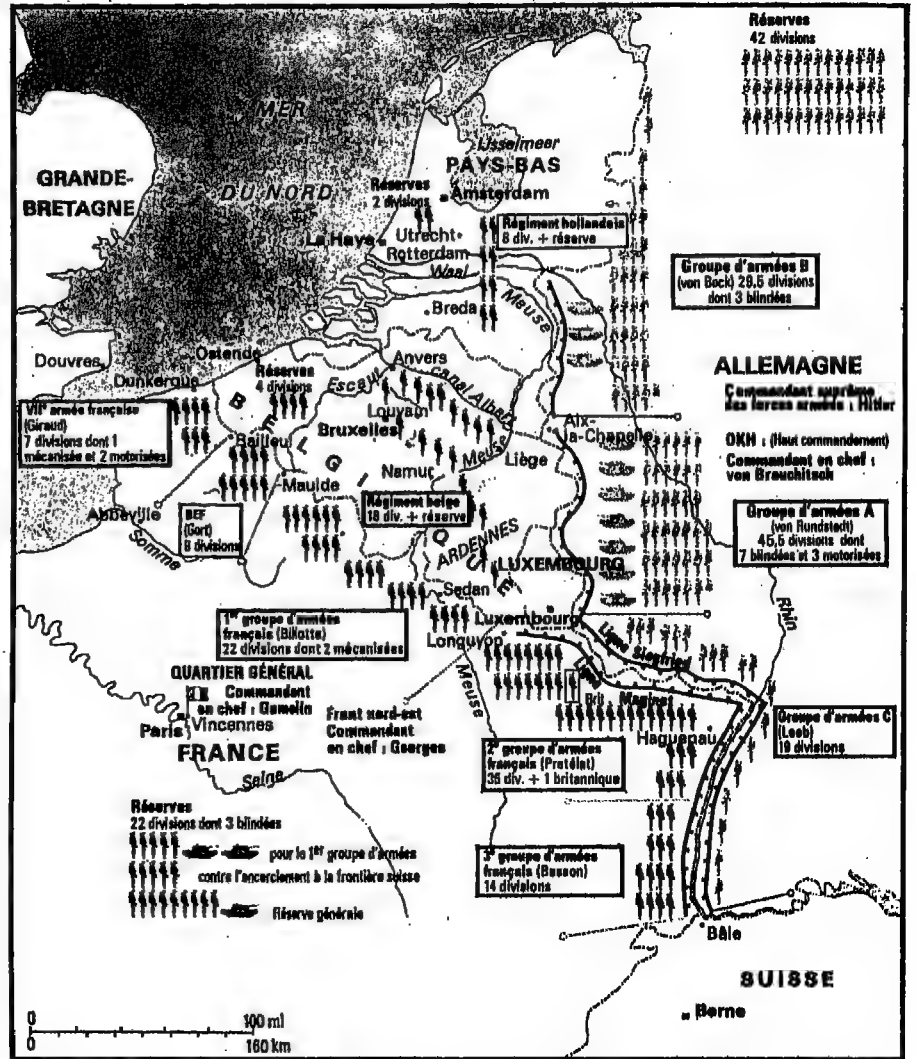 Réserves
42 divisions
MER
DU NORD
GRANDE-
BRETAGNE
IJsselmeer
PAYS-BAS
Amsterdam
Réserves
2 divisions
La Haye
Utrecht
Rotterdam
Waal
Régiment hollandais
8 div. + réserve
Groupe d'armées B
(von Bock) 29,5 divisions
dont 3 blindées
Breda
Meuse
Douvres
Ostende
Dunkerque
Réserves
4 divisions
Anvers
Escaut
canal Albert
ALLEMAGNE
Commandant suprême
des forces armées : Hitler
OKH : (Haut commandement)
Commandant en chef :
von Brauchitsch
VIIe armée française
(Giraud)
7 divisions dont 1
mécanisée et 2 motorisées
BELGIQUE
Louvain
Bruxelles
Bailleul
Aix-
la-Chapelle
Meuse
Liège
Namur
Maulde
Abbeville
Somme
BEF
(Gort)
9 divisions
Régiment belge
18 div. + réserve
Groupe d'armées A
(von Rundstedt)
45,5 divisions dont
7 blindées et 3 motorisées
ARDENNES
LUXEMBOURG
Sedan
Luxembourg
Longuyon
Rhin
1er groupe d'armées
français (Billotte)
22 divisions dont 2 mécanisées
Ligne Siegfried
Ligne Maginot
Brit
Meuse
QUARTIER GÉNÉRAL
Commandant
en chef : Gamelin
Paris
Vincennes
FRANCE
Seine
Front nord-est
Commandant
en chef : Georges
Haguenau
Groupe d'armées C
(Leeb)
19 divisions
2e groupe d'armées
français (Prételat)
35 div. + 1 britannique
Réserves
22 divisions dont 3 blindées
pour le 1er groupe d'armées
contre l'encerclement à la frontière suisse
Réserve générale
3e groupe d'armées
français (Besson)
14 divisions
Bâle
SUISSE
Berne
0 100 ml
0 160 km